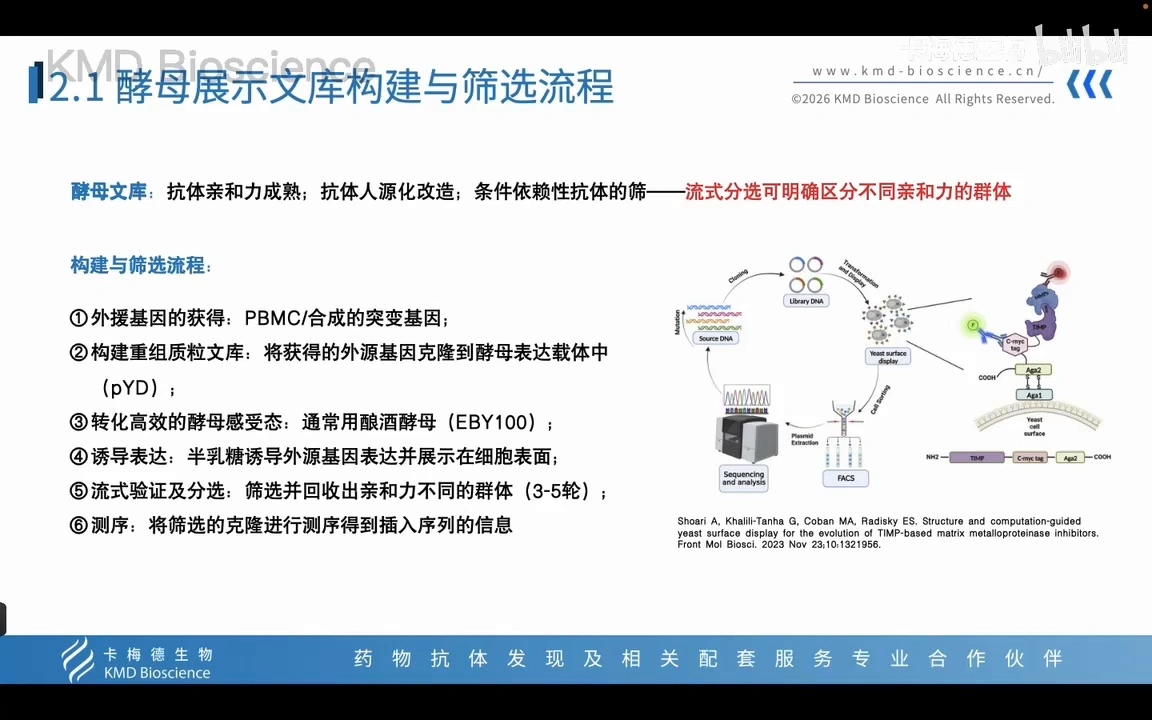 KMD Bioscience
2.1 酵母展示文库构建与筛选流程
bilibili
www.kmd-bioscience.cn/
©2026 KMD Bioscience All Rights Reserved.
酵母文库：抗体亲和力成熟；抗体人源化改造；条件依赖性抗体的筛——流式分选可明确区分不同亲和力的群体
构建与筛选流程：
①外援基因的获得：PBMC/合成的突变基因；
②构建重组质粒文库：将获得的外源基因克隆到酵母表达载体中
（pYD）；
③转化高效的酵母感受态：通常用酿酒酵母（EBY100）；
④诱导表达：半乳糖诱导外源基因表达并展示在细胞表面；
⑤流式验证及分选：筛选并回收出亲和力不同的群体（3-5轮）；
⑥测序：将筛选的克隆进行测序得到插入序列的信息
Cloning
Library DNA
Transformation
and Display
Mutation
Source DNA
Yeast surface
display
Cell Sorting
Plasmid
Extraction
FACS
Sequencing
and analysis
MMPs
TIMP
F
C-myc
tag
COOH
Aga2
S S
S S
Aga1
Yeast
cell
surface
NH2 TIMP C-myc tag Aga2 COOH
Shoari A, Khalili-Tanha G, Coban MA, Radisky ES. Structure and computation-guided
yeast surface display for the evolution of TIMP-based matrix metalloproteinase inhibitors.
Front Mol Biosci. 2023 Nov 23;10:1321956.
卡梅德生物
KMD Bioscience
药物抗体发现及相关配套服务专业合作伙伴